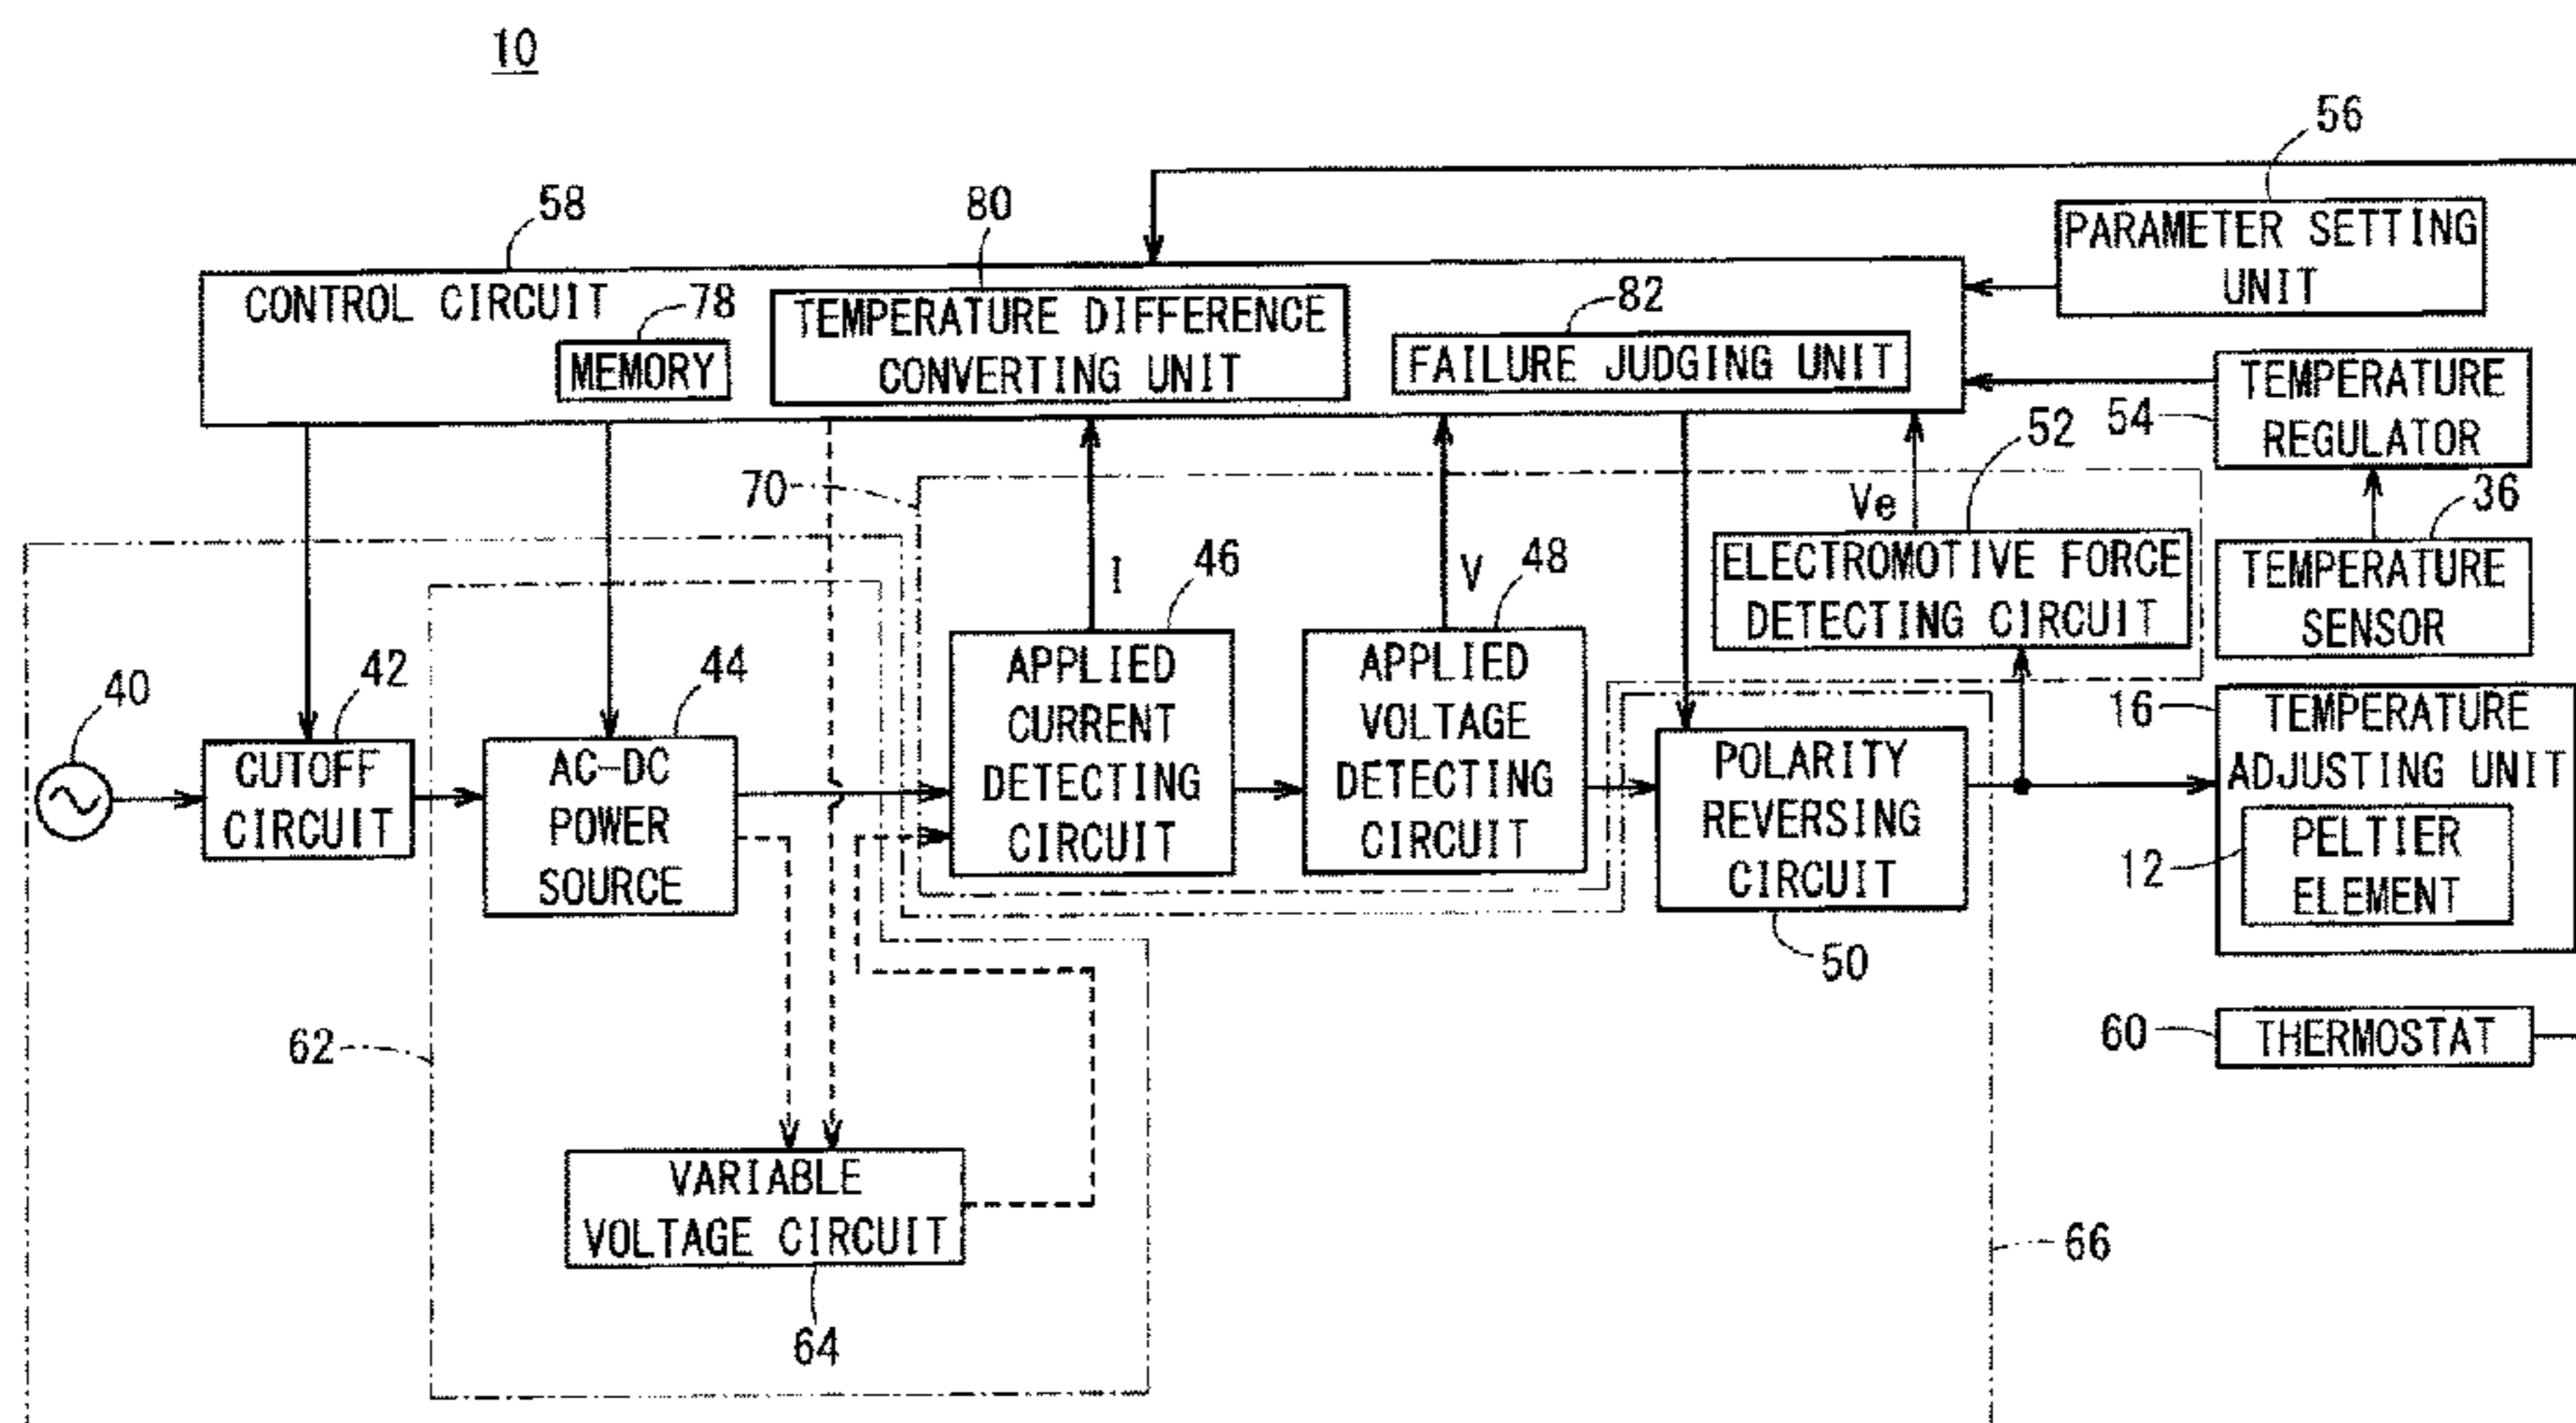 10
56
58
80
PARAMETER SETTING
UNIT
CONTROL CIRCUIT
78
MEMORY
TEMPERATURE DIFFERENCE
CONVERTING UNIT
82
FAILURE JUDGING UNIT
TEMPERATURE
REGULATOR
54
52
70
Ve
36
ELECTROMOTIVE FORCE
DETECTING CIRCUIT
TEMPERATURE
SENSOR
I
46
V
48
40
42
44
APPLIED
CURRENT
DETECTING
CIRCUIT
APPLIED
VOLTAGE
DETECTING
CIRCUIT
16
TEMPERATURE
ADJUSTING UNIT
CUTOFF
CIRCUIT
AC-DC
POWER
SOURCE
POLARITY
REVERSING
CIRCUIT
12
PELTIER
ELEMENT
50
62
60
THERMOSTAT
VARIABLE
VOLTAGE CIRCUIT
66
64